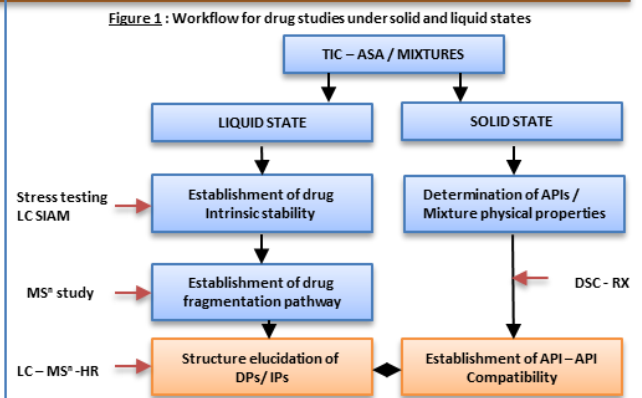 Figure 1 : Workflow for drug studies under solid and liquid states
TIC – ASA / MIXTURES
LIQUID STATE
SOLID STATE
Stress testing
LC SIAM
Establishment of drug
Intrinsic stability
Determination of APIs /
Mixture physical properties
MSⁿ study
Establishment of drug
fragmentation pathway
DSC - RX
LC – MSⁿ -HR
Structure elucidation of
DPs/ IPs
Establishment of API – API
Compatibility